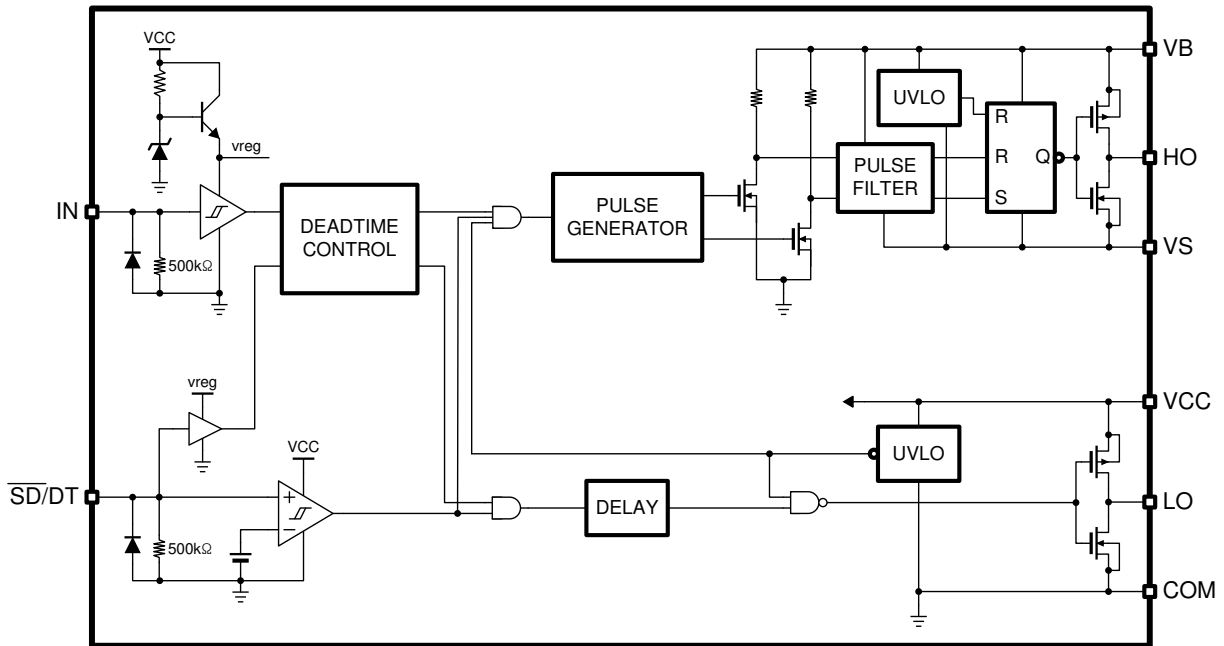 VCC
VB
UVLO
R
vreg
R
Q
HO
PULSE
FILTER
IN
DEADTIME
CONTROL
PULSE
GENERATOR
S
VS
500kΩ
vreg
VCC
UVLO
VCC
SD/DT
+
−
DELAY
LO
500kΩ
COM